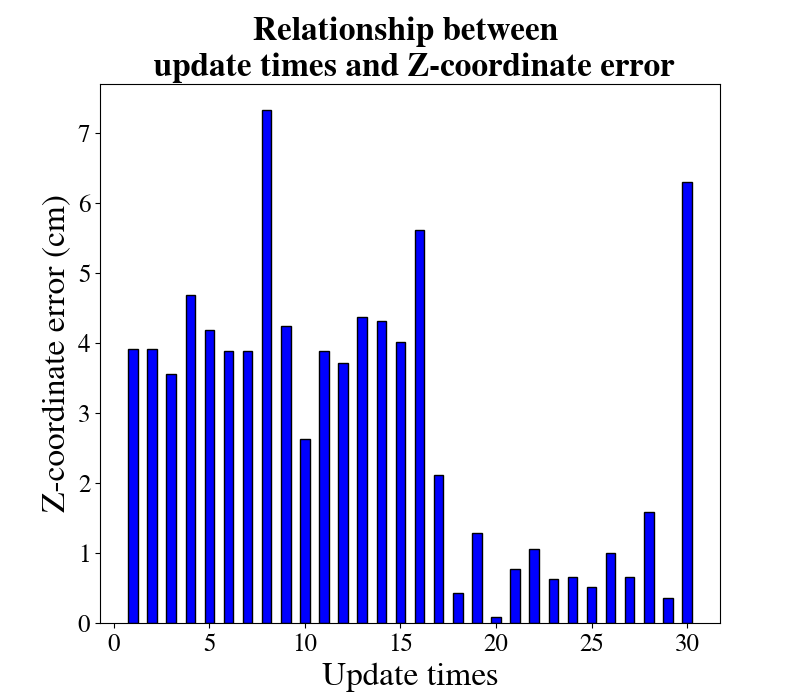 Relationship between
update times and Z-coordinate error
Z-coordinate error (cm)
7
6
5
4
3
2
1
0
0 5 10 15 20 25 30
Update times